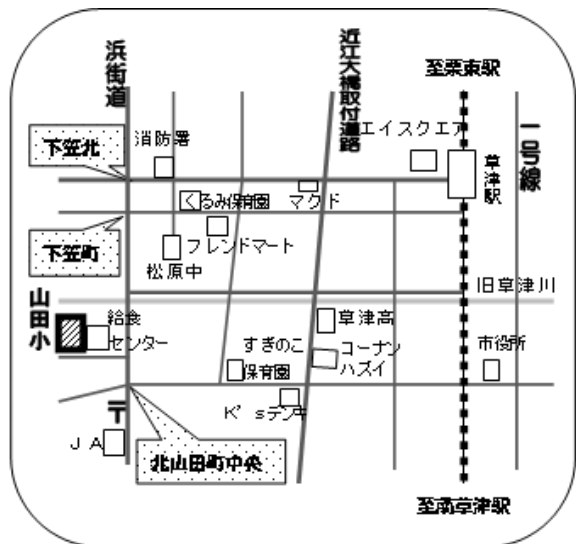 浜街道
近江大橋取付道路
至栗東駅
一号線
エイスクエア
消防署
下笠北
草津駅
くるみ保育園
マクド
フレンドマート
下笠町
松原中
旧草津川
山田小
給食
センター
草津高
すぎのこ
保育園
コーナン
ハズイ
市役所
K'sデンキ
〒
JA
北山田町中央
至南草津駅